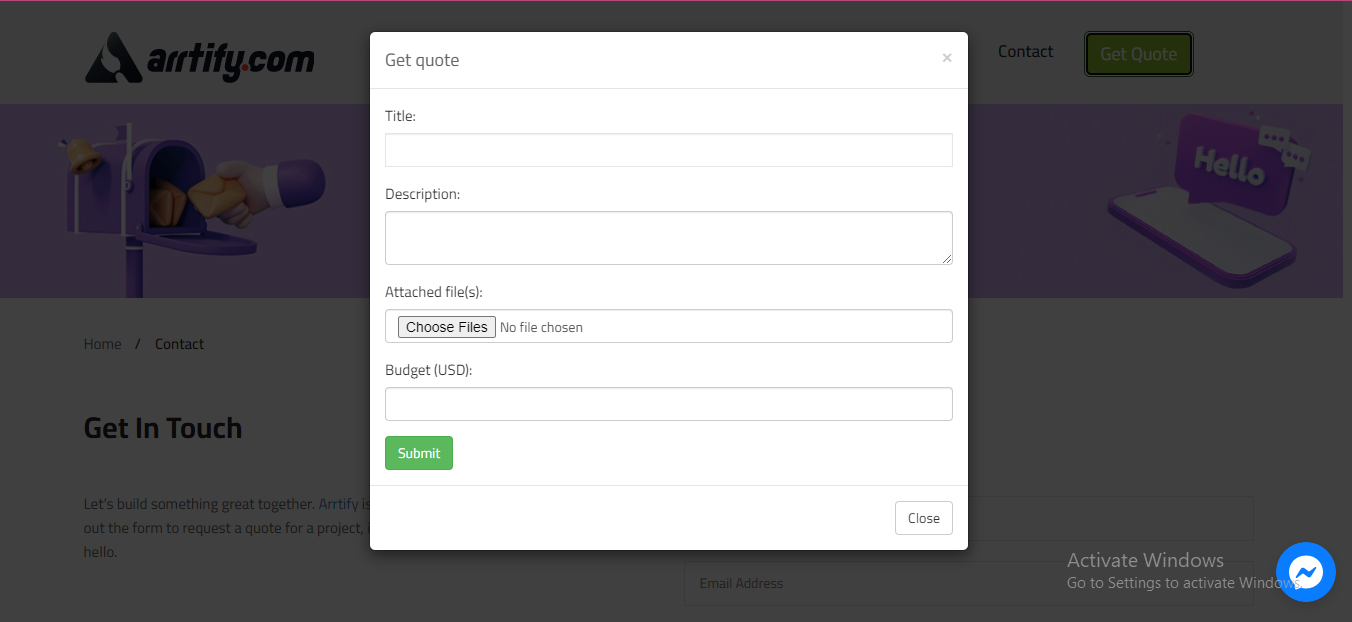 arrtify.com
Contact
Get Quote
Get quote
×
Title:
Description:
Attached file(s):
Choose Files No file chosen
Budget (USD):
Submit
Close
Hello
Home / Contact
Get In Touch
Let's build something great together. Arrtify is
out the form to request a quote for a project,
hello.
Email Address
Activate Windows
Go to Settings to activate Windows.